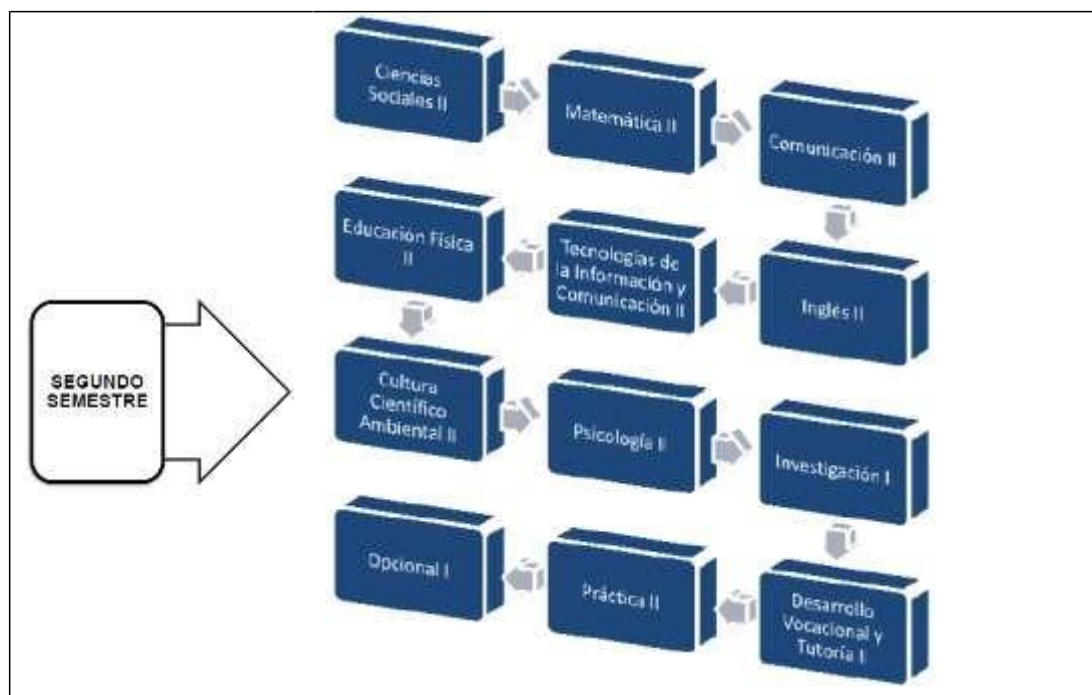 SEGUNDO
SEMESTRE
Ciencias
Sociales II
Matemática II
Comunicación II
Inglés II
Tecnologías de
la Información y
Comunicación II
Educación Física
II
Cultura
Científico
Ambiental II
Psicología II
Investigación I
Desarrollo
Vocacional y
Tutoría I
Práctica II
Opcional I